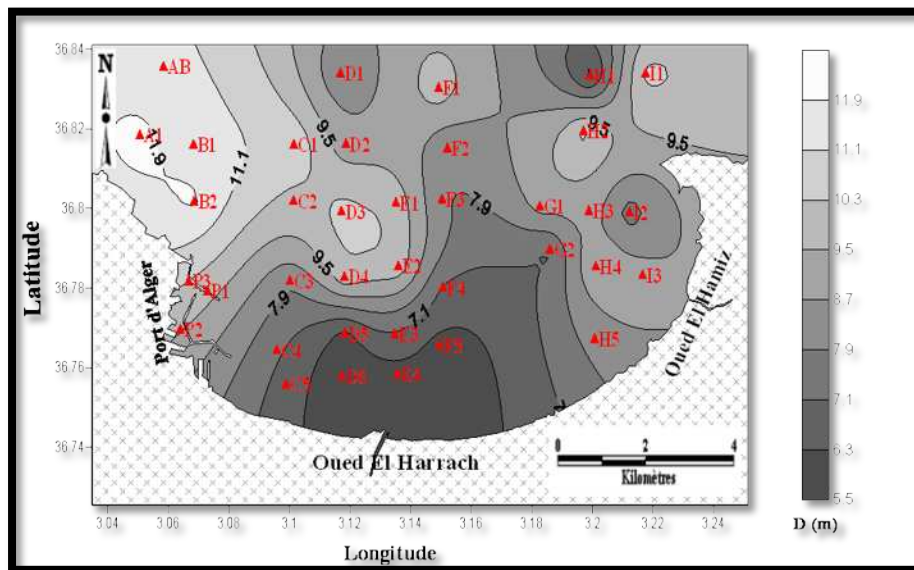 36.84
36.82
36.8
36.78
36.76
36.74
Latitude
N
AB
A1
B1
B2
11.9
11.1
9.5
D1
E1
H1
I1
C1
D2
F2
9.5
9.5
C2
D3
F1
F3
7.9
G1
H3
I2
P3
P1
P2
C3
9.5
D4
E2
G2
H4
I3
7.9
7.1
F4
C4
D5
E3
F5
H5
C5
D6
E4
Port d'Alger
Oued El Hamiz
Oued El Harrach
0 2 4
Kilomètres
3.04 3.06 3.08 3.1 3.12 3.14 3.16 3.18 3.2 3.22 3.24
Longitude
11.9
11.1
10.3
9.5
8.7
7.9
7.1
6.3
5.5
D (m)